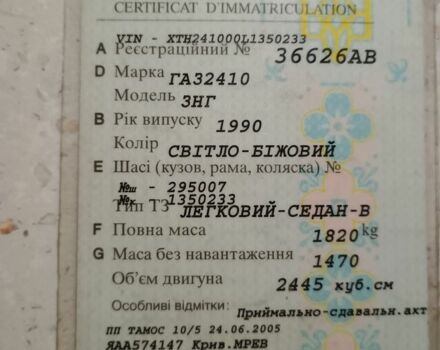 CERTIFICAT D'IMMATRICULATION
VIN - XTH241000L1350233
A Реєстраційний № 36626АВ
D Марка ГАЗ2410
Модель ЗНГ
B Рік випуску 1990
Колір СВІТЛО-БІЖОВИЙ
E Шасі (кузов, рама, коляска) №
№ш - 295007
№к 1350233
Тип ТЗ ЛЕГКОВИЙ-СЕДАН-В
F Повна маса 1820 kg
G Маса без навантаження 1470
Об'єм двигуна 2445 куб.см
Особливі відмітки: Приймально-сдавальн.акт
ПП ТАМОС 10/5 24.06.2005
ЯАА574147 Крив.МРЕВ